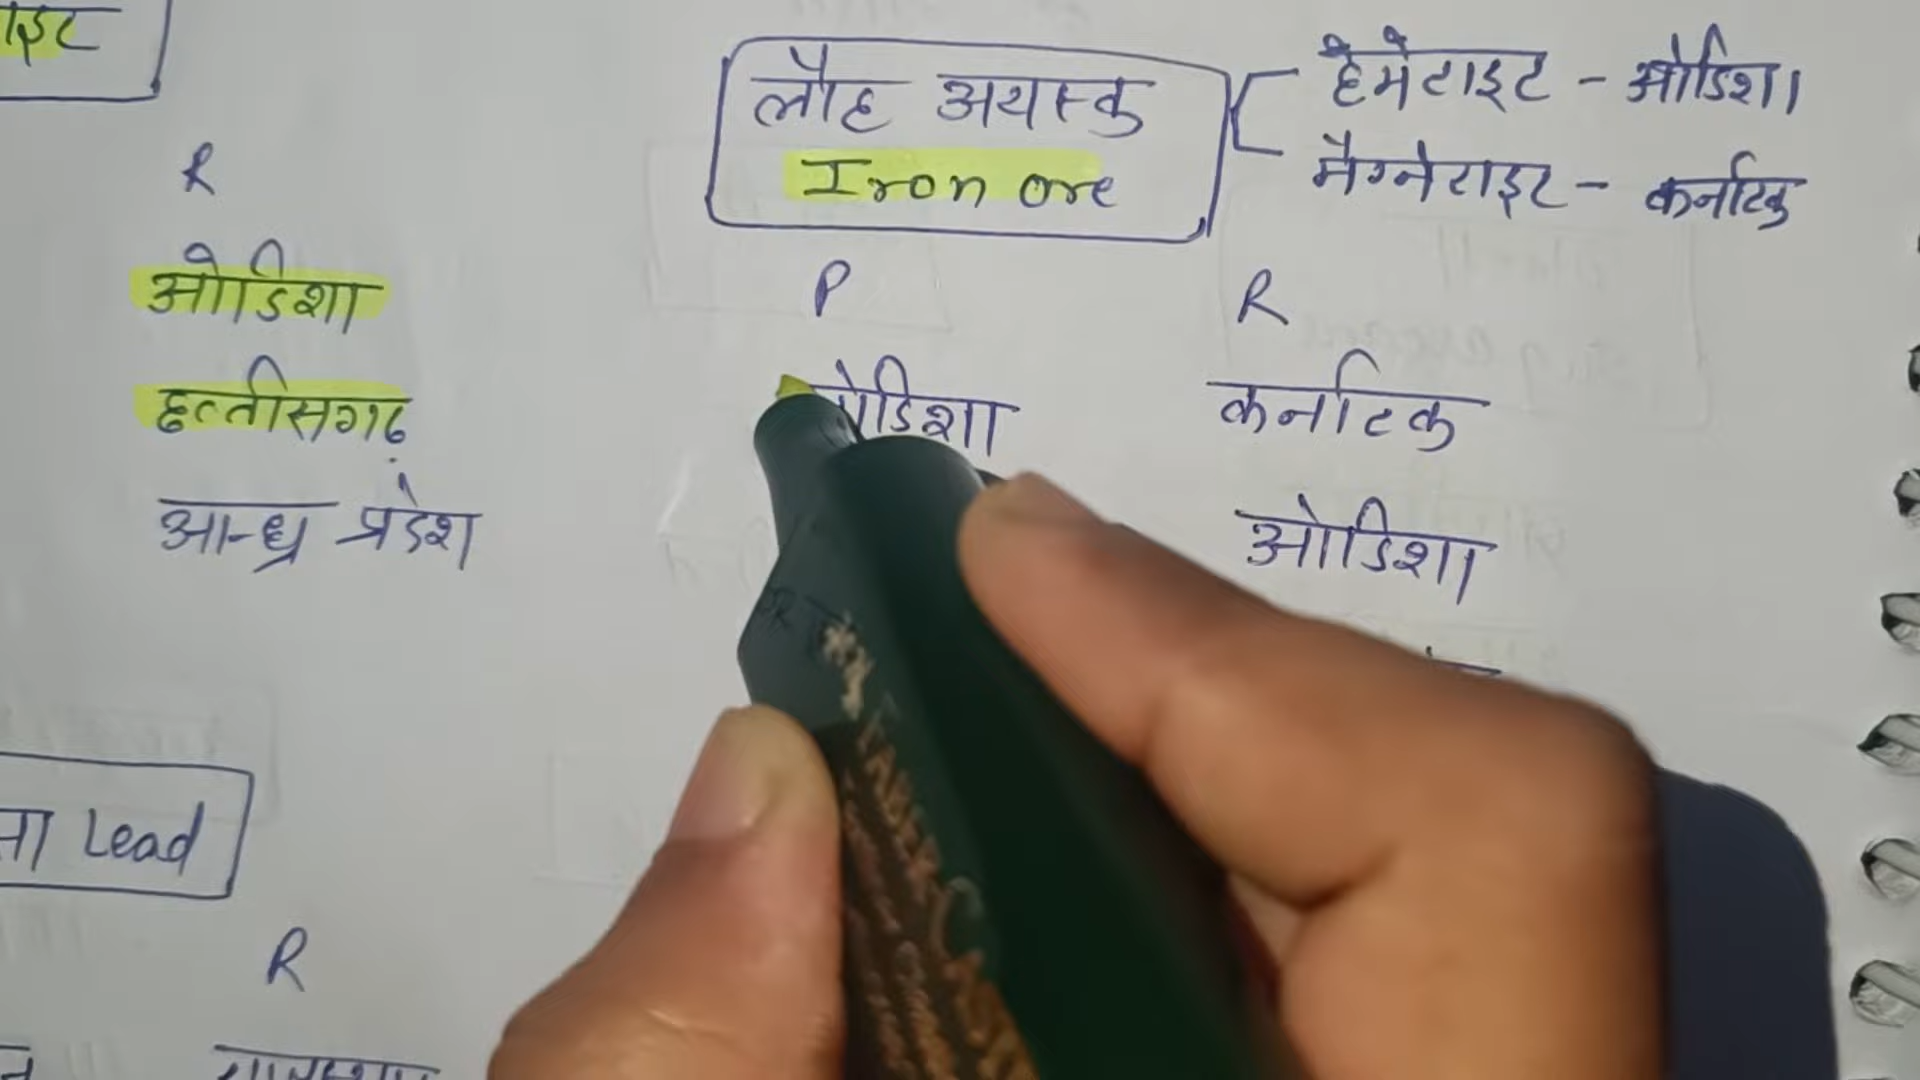 R
ओडिशा
छत्तीसगढ़
आन्ध्र प्रदेश
लौह अयस्क
Iron ore
हेमेटाइट - ओडिशा
मैग्नेटाइट - कर्नाटक
P
R
कर्नाटक
ओडिशा
Lead
R